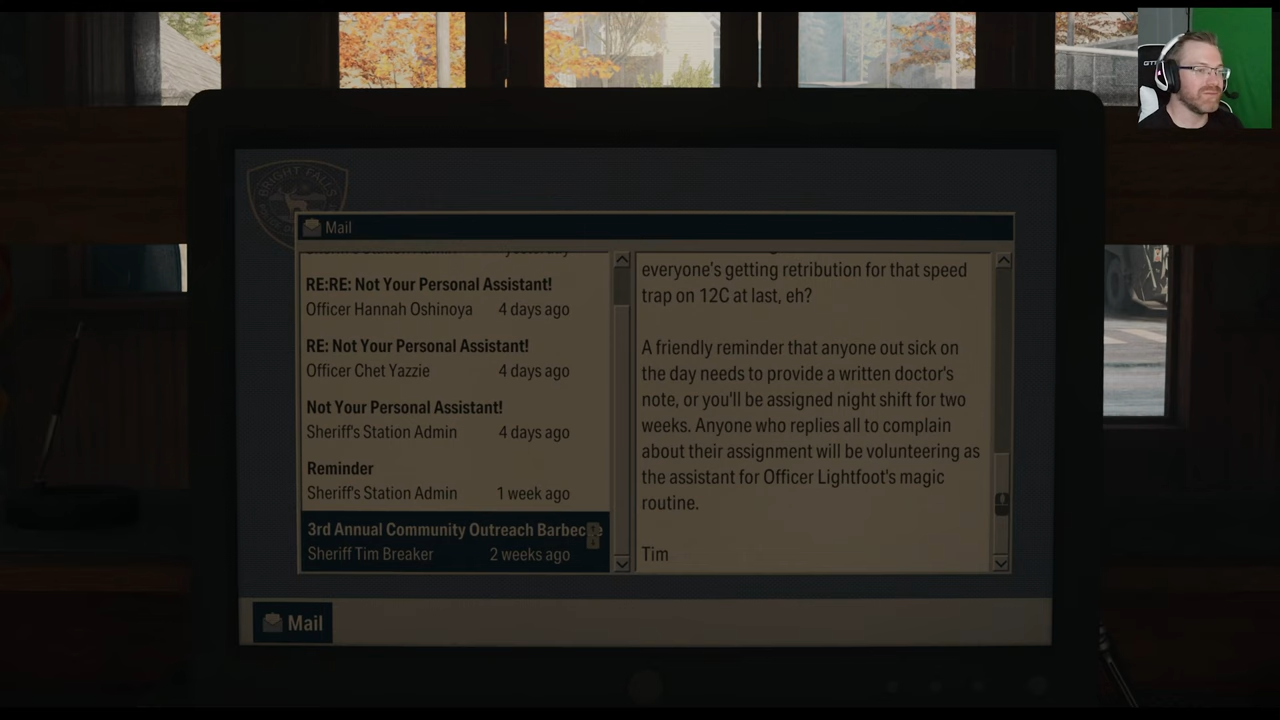 BRIGHT FALLS
Mail
RE:RE: Not Your Personal Assistant!
Officer Hannah Oshinoya 4 days ago
RE: Not Your Personal Assistant!
Officer Chet Yazzie 4 days ago
Not Your Personal Assistant!
Sheriff's Station Admin 4 days ago
Reminder
Sheriff's Station Admin 1 week ago
3rd Annual Community Outreach
Sheriff Tim Breaker 2 weeks ago
everyone's getting retribution for that speed
trap on 12C at last, eh?
A friendly reminder that anyone out sick on
the day needs to provide a written doctor's
note, or you'll be assigned night shift for two
weeks. Anyone who replies all to complain
about their assignment will be volunteering as
the assistant for Officer Lightfoot's magic
routine.
Tim
Mail